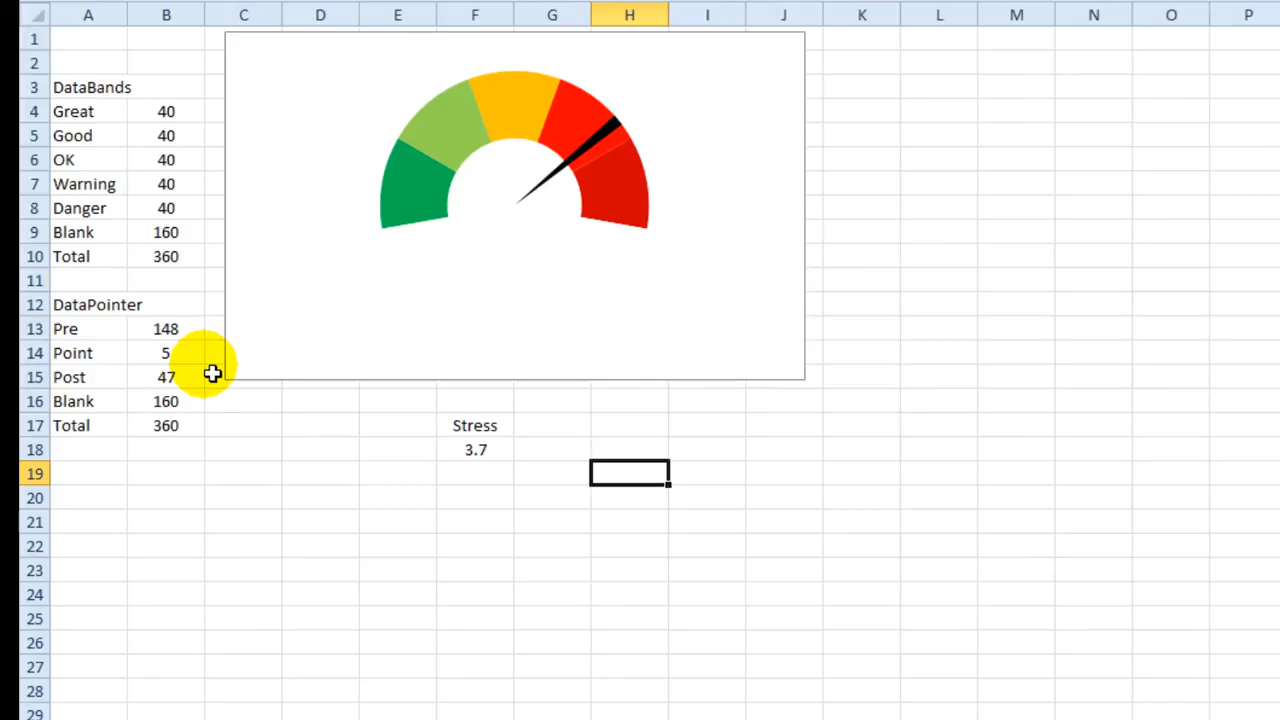 A B C D E F G H I J K L M N O P
1
2
3 DataBands
4 Great 40
5 Good 40
6 OK 40
7 Warning 40
8 Danger 40
9 Blank 160
10 Total 360
11
12 DataPointer
13 Pre 148
14 Point 5
15 Post 47
16 Blank 160
17 Total 360 Stress
18 3.7
19
20
21
22
23
24
25
26
27
28
29